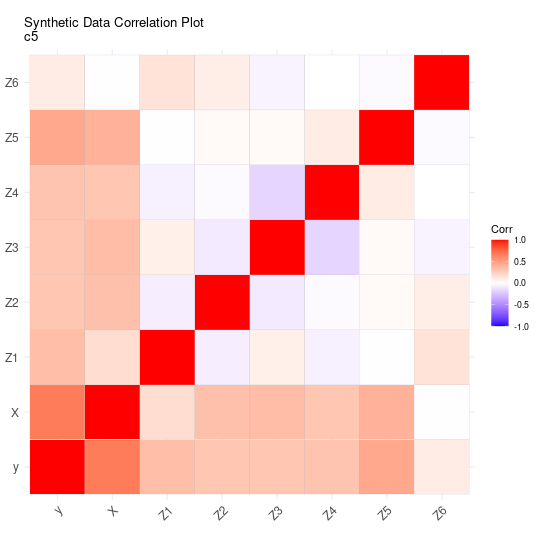 Synthetic Data Correlation Plot
c5
Z6
Z5
Z4
Z3
Z2
Z1
X
y
y X Z1 Z2 Z3 Z4 Z5 Z6
Corr
1.0
0.5
0.0
-0.5
-1.0